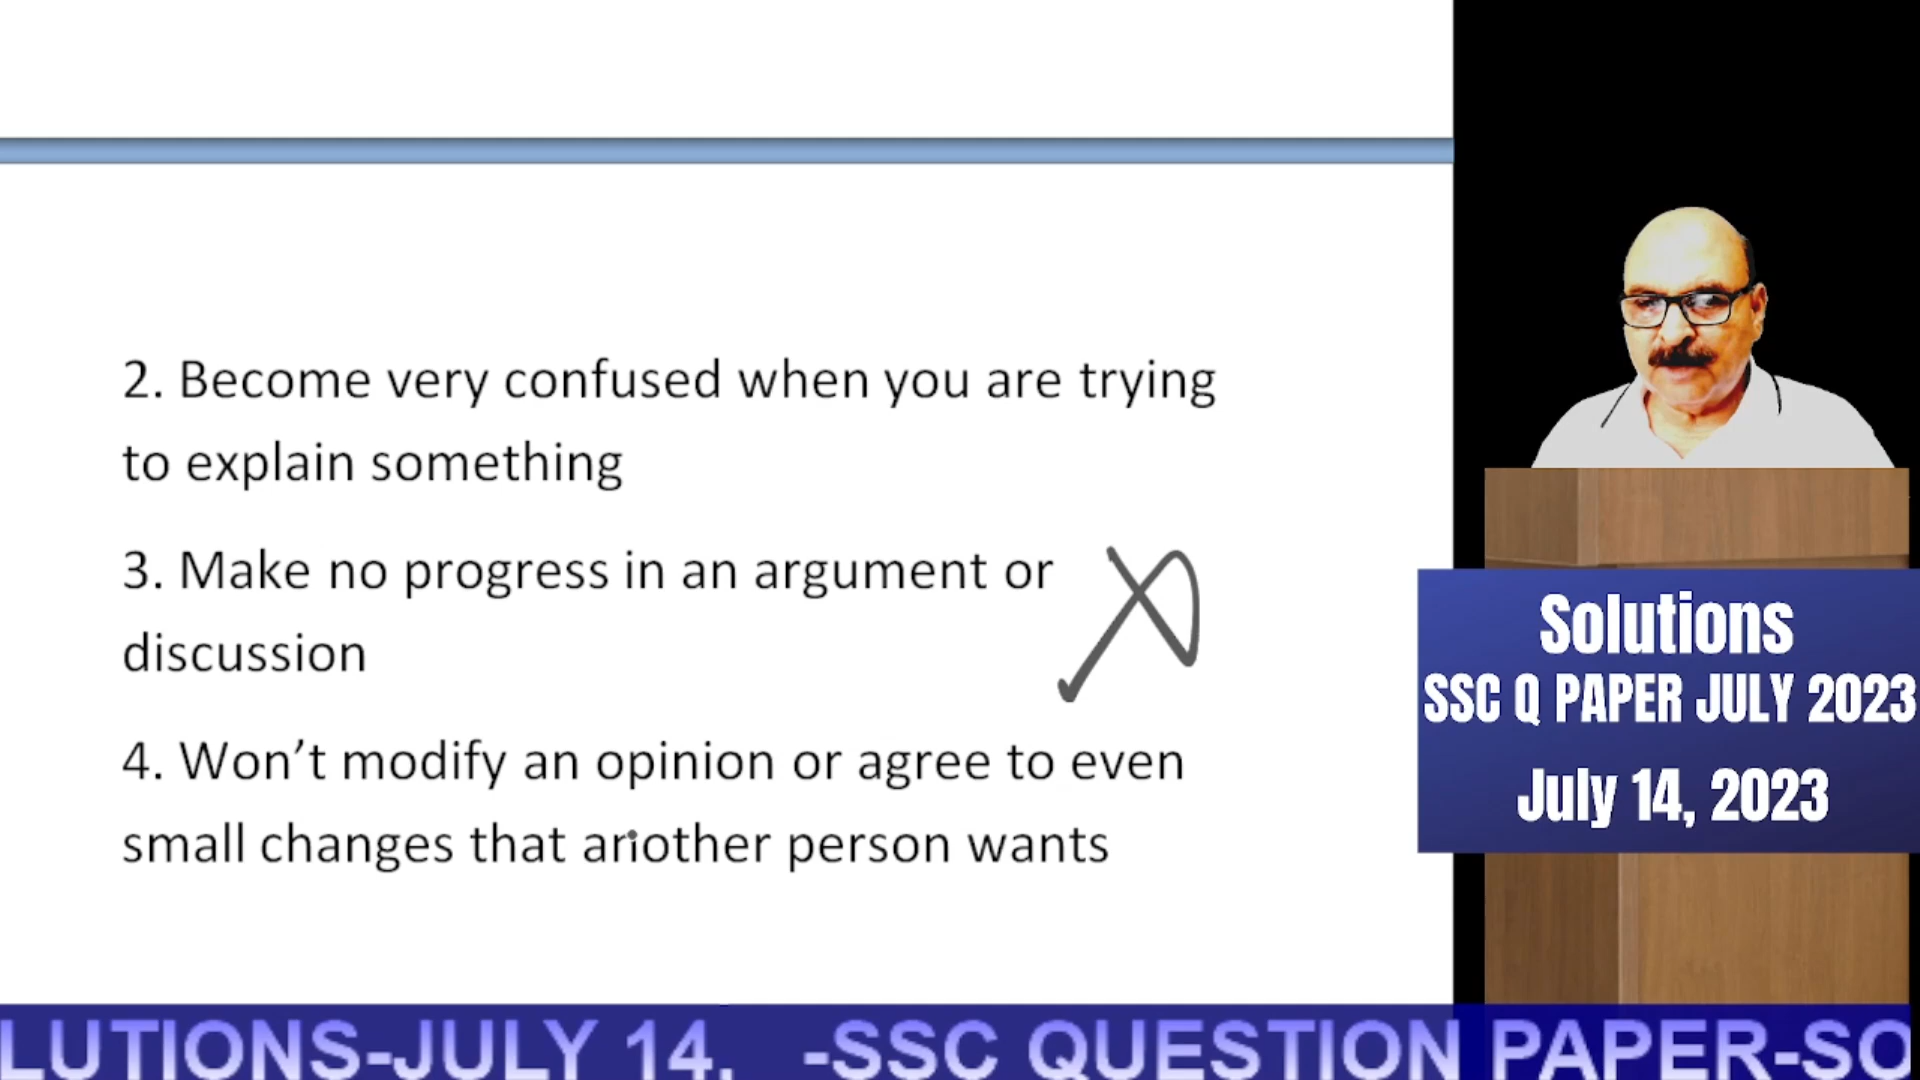 2. Become very confused when you are trying
to explain something
3. Make no progress in an argument or
discussion
4. Won’t modify an opinion or agree to even
small changes that another person wants
Solutions
SSC Q PAPER JULY 2023
July 14, 2023
LUTIONS-JULY 14. -SSC QUESTION PAPER-SO